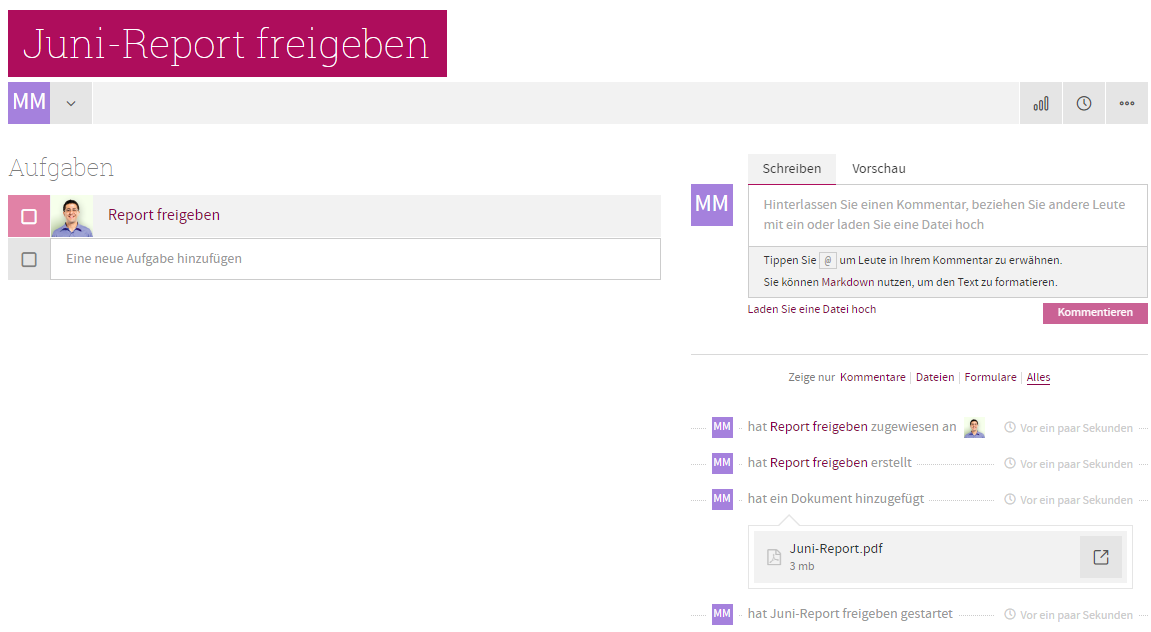 Juni-Report freigeben
MM
Aufgaben
Report freigeben
Eine neue Aufgabe hinzufügen
Schreiben Vorschau
MM
Hinterlassen Sie einen Kommentar, beziehen Sie andere Leute
mit ein oder laden Sie eine Datei hoch
Tippen Sie @ um Leute in Ihrem Kommentar zu erwähnen.
Sie können Markdown nutzen, um den Text zu formatieren.
Laden Sie eine Datei hoch
Kommentieren
Zeige nur Kommentare | Dateien | Formulare | Alles
MM hat Report freigeben zugewiesen an Vor ein paar Sekunden
MM hat Report freigeben erstellt Vor ein paar Sekunden
MM hat ein Dokument hinzugefügt Vor ein paar Sekunden
Juni-Report.pdf
3 mb
MM hat Juni-Report freigeben gestartet Vor ein paar Sekunden